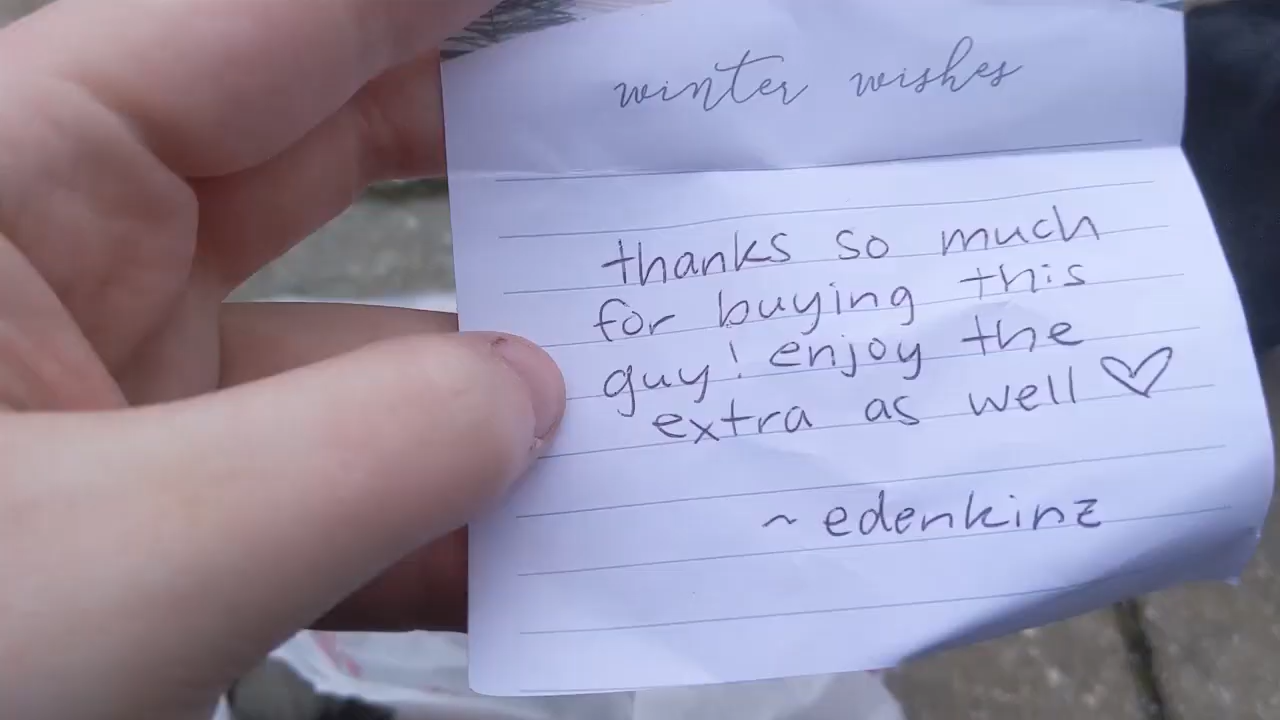 winter wishes
thanks so much
for buying this
guy! enjoy the
extra as well ♡
~ edenkinz